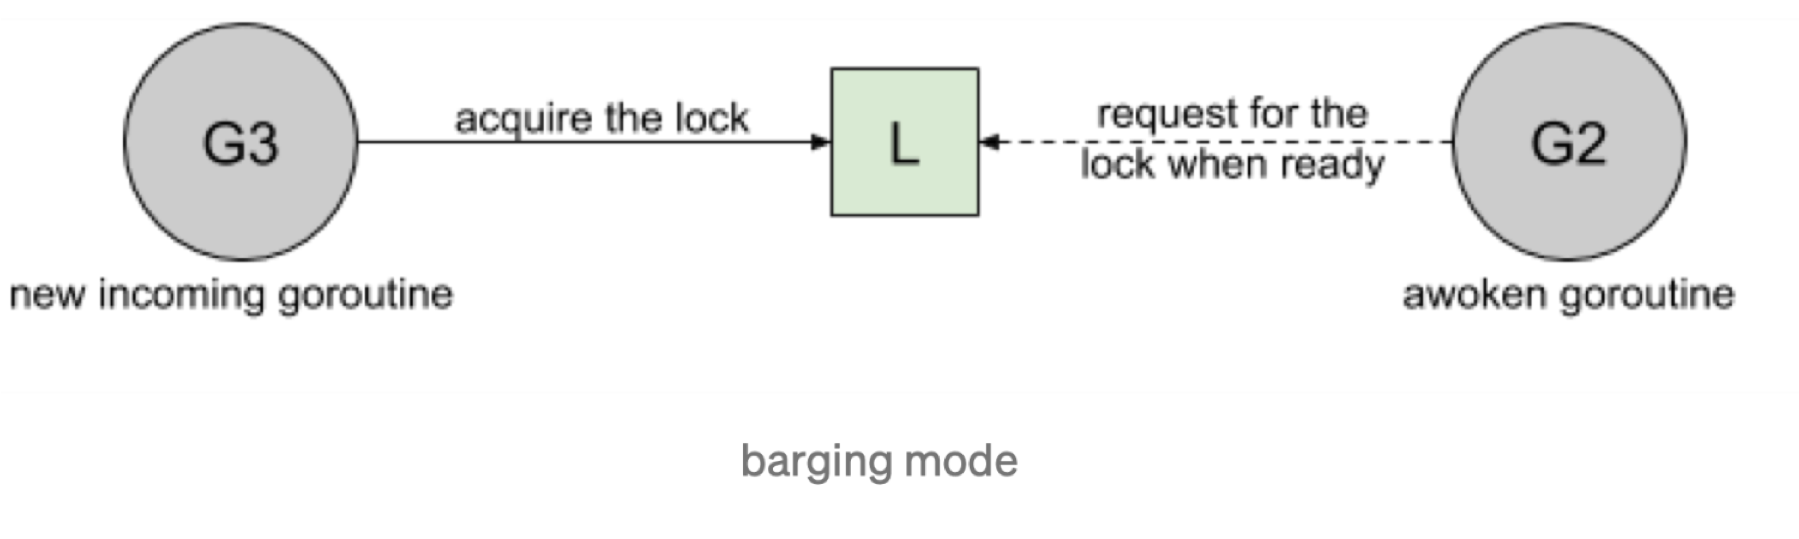 G3
acquire the lock
L
request for the
lock when ready
G2
new incoming goroutine
awoken goroutine
barging mode